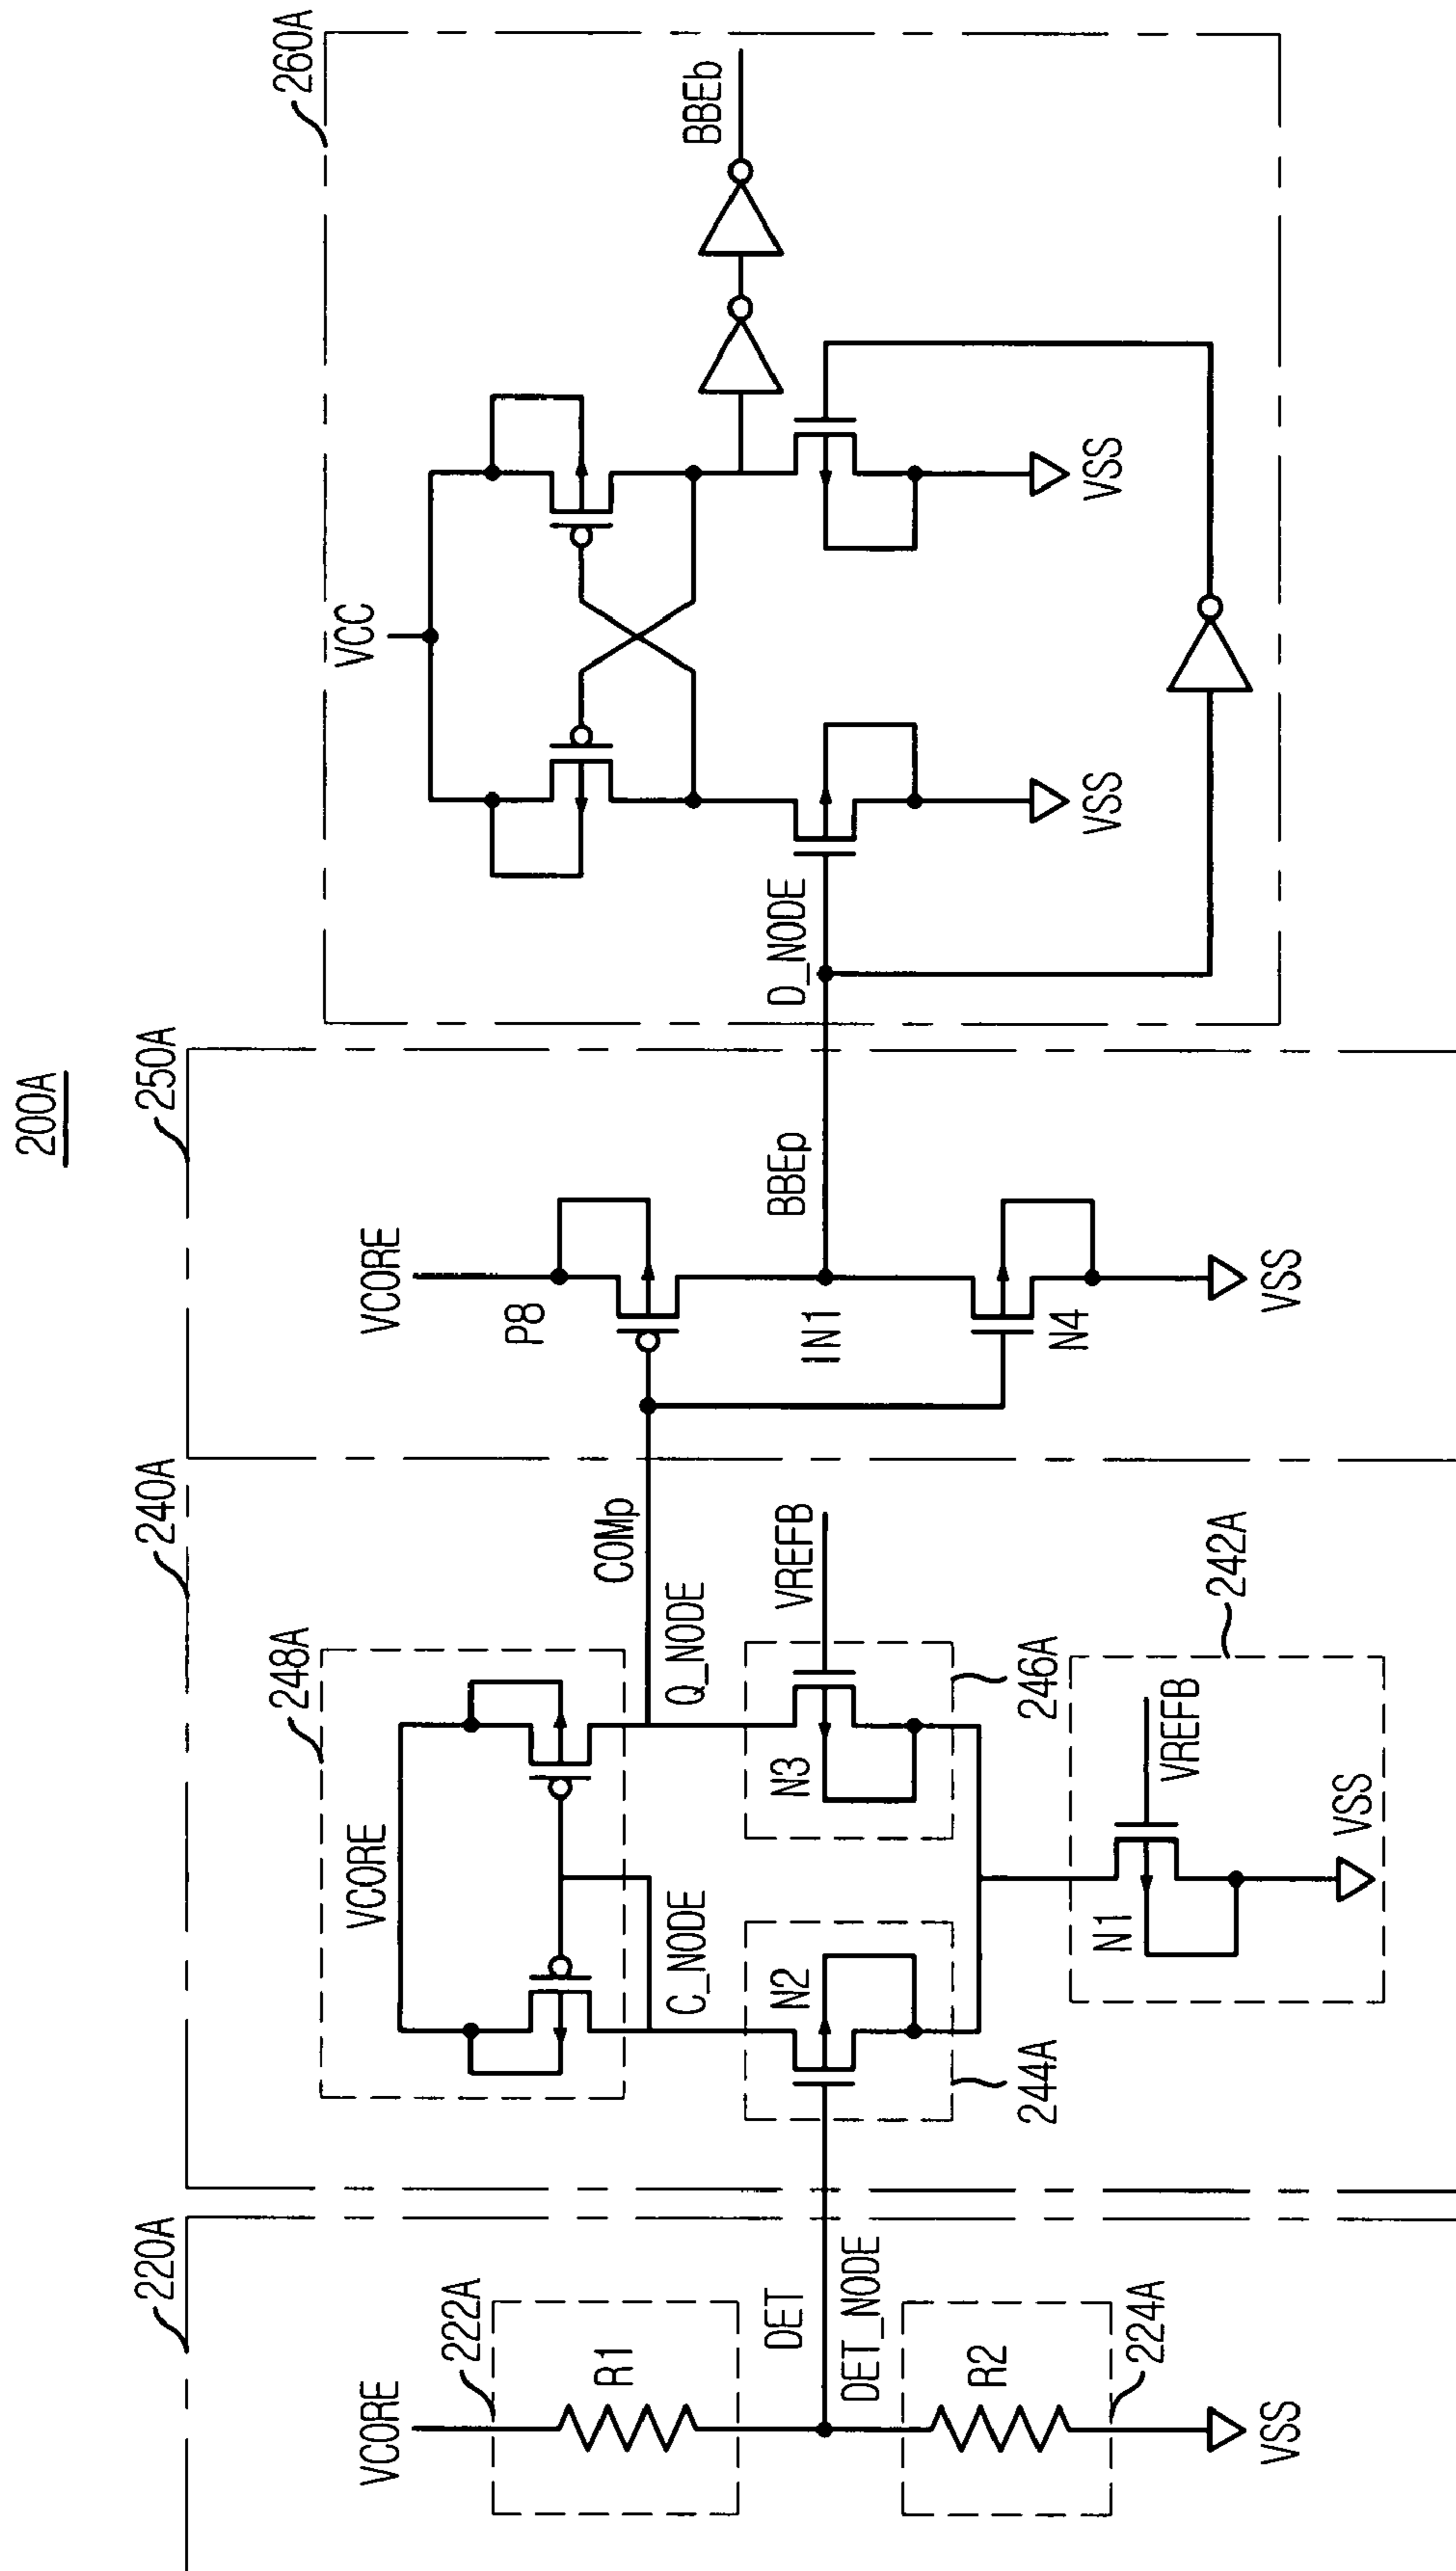 200A
220A
VCORE
222A
R1
DET
DET_NODE
R2
224A
VSS
240A
248A
VCORE
C_NODE
Q_NODE
COMp
N2
244A
N3
VREFB
246A
242A
N1
VREFB
VSS
250A
VCORE
P8
IN1
BBEp
N4
VSS
260A
VCC
D_NODE
VSS
VSS
BBEb